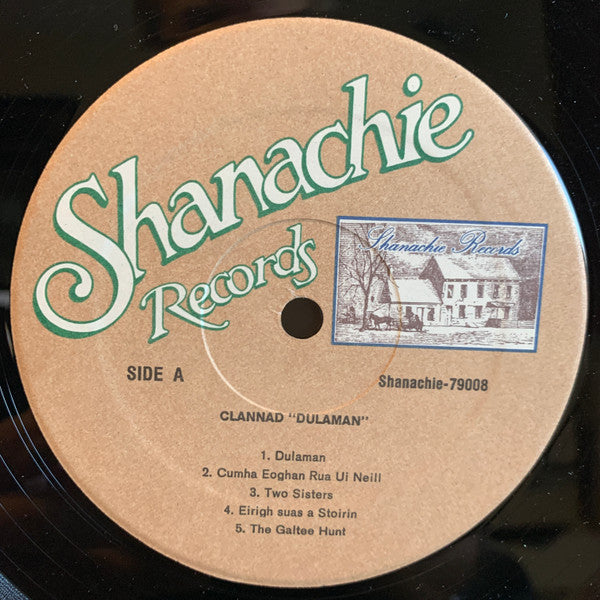 Shanachie
Records
Shanachie Records
SIDE A
Shanachie-79008
CLANNAD "DULAMAN"
1. Dulaman
2. Cumha Eoghan Rua Ui Neill
3. Two Sisters
4. Eirigh suas a Stoirin
5. The Galtee Hunt